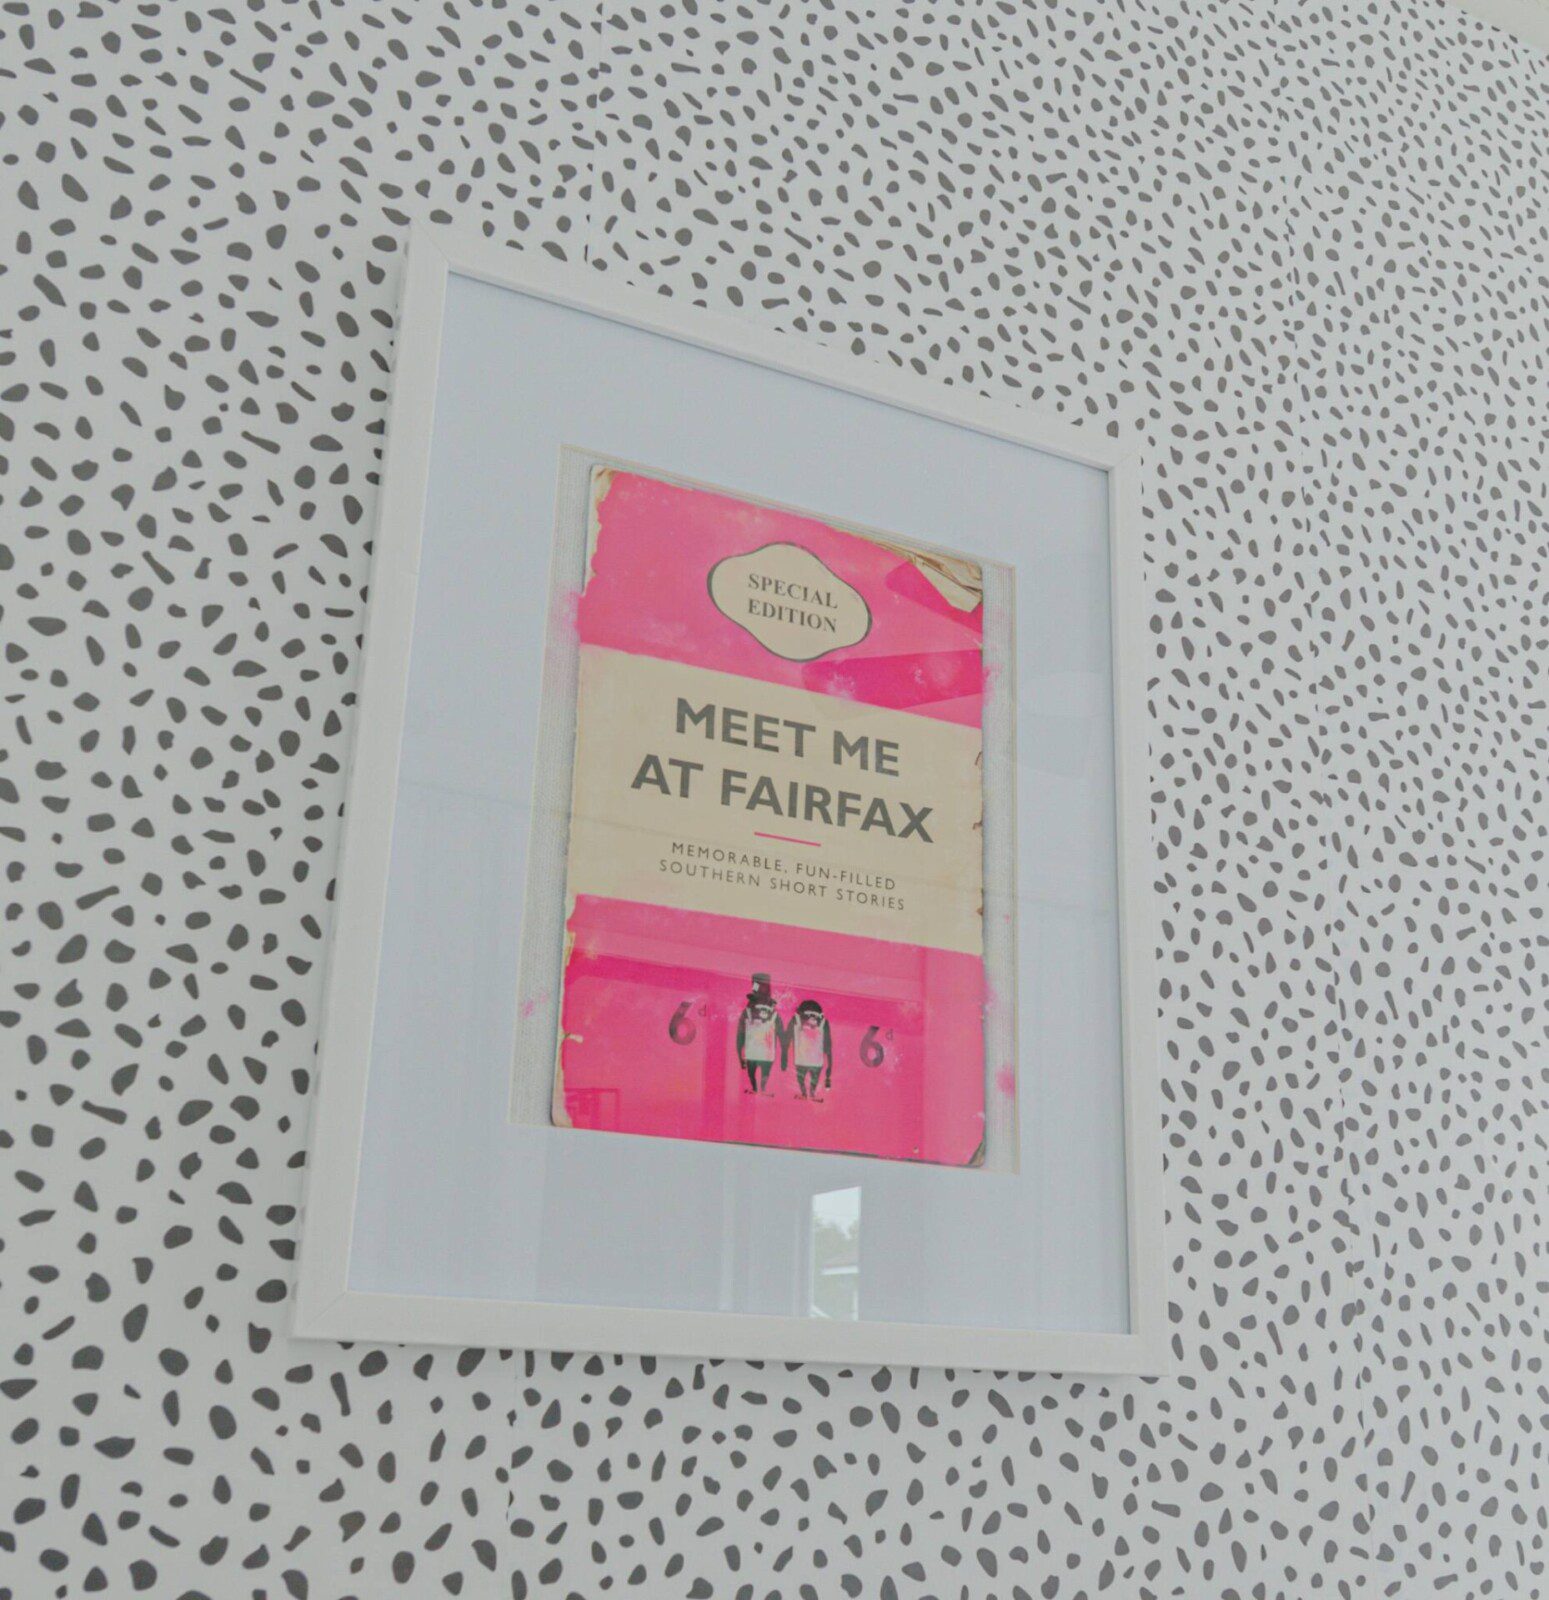 SPECIAL
EDITION
MEET ME
AT FAIRFAX
MEMORABLE, FUN-FILLED
SOUTHERN SHORT STORIES
6d 6d